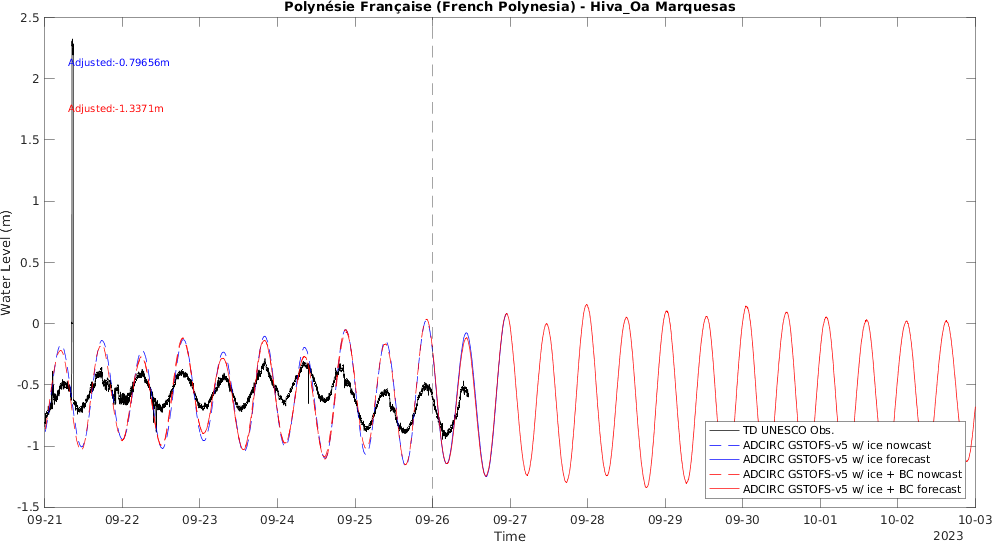 Polynésie Française (French Polynesia) - Hiva_Oa Marquesas
2.5
2
1.5
1
0.5
0
-0.5
-1
-1.5
Water Level (m)
Adjusted:-0.79656m
Adjusted:-1.3371m
TD UNESCO Obs.
ADCIRC GSTOFS-v5 w/ ice nowcast
ADCIRC GSTOFS-v5 w/ ice forecast
ADCIRC GSTOFS-v5 w/ ice + BC nowcast
ADCIRC GSTOFS-v5 w/ ice + BC forecast
09-21 09-22 09-23 09-24 09-25 09-26 09-27 09-28 09-29 09-30 10-01 10-02 10-03
Time
2023